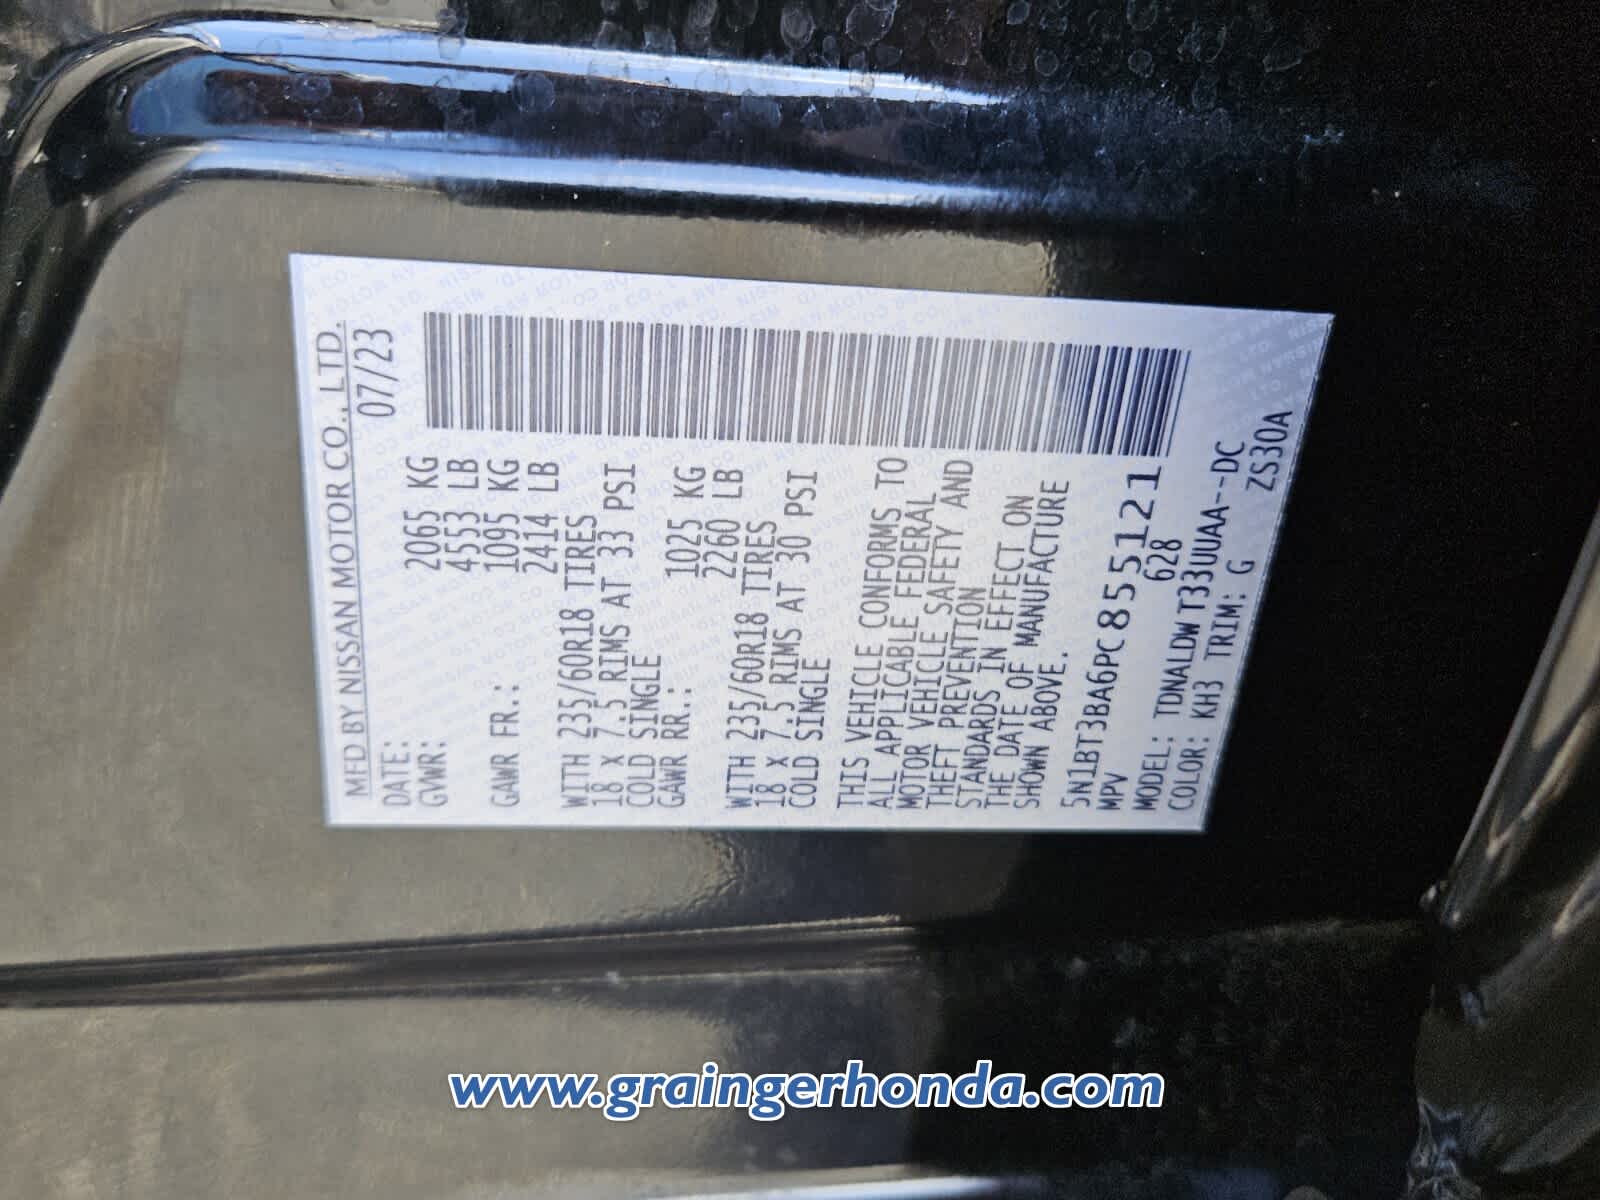 MFD BY NISSAN MOTOR CO., LTD.
DATE: 07/23
GVWR: 2065 KG
4553 LB
GAWR FR.: 1095 KG
2414 LB
WITH 235/60R18 TIRES
18 X 7.5 RIMS AT 33 PSI
COLD SINGLE
GAWR RR.: 1025 KG
2260 LB
WITH 235/60R18 TIRES
18 X 7.5 RIMS AT 30 PSI
COLD SINGLE
THIS VEHICLE CONFORMS TO
ALL APPLICABLE FEDERAL
MOTOR VEHICLE SAFETY AND
THEFT PREVENTION
STANDARDS IN EFFECT ON
THE DATE OF MANUFACTURE
SHOWN ABOVE.
5N1BT3BA6PC855121
MPV 628
MODEL: TDNALDW T33UUAA--DC
COLOR: KH3 TRIM: G ZS30A
www.graingerhonda.com